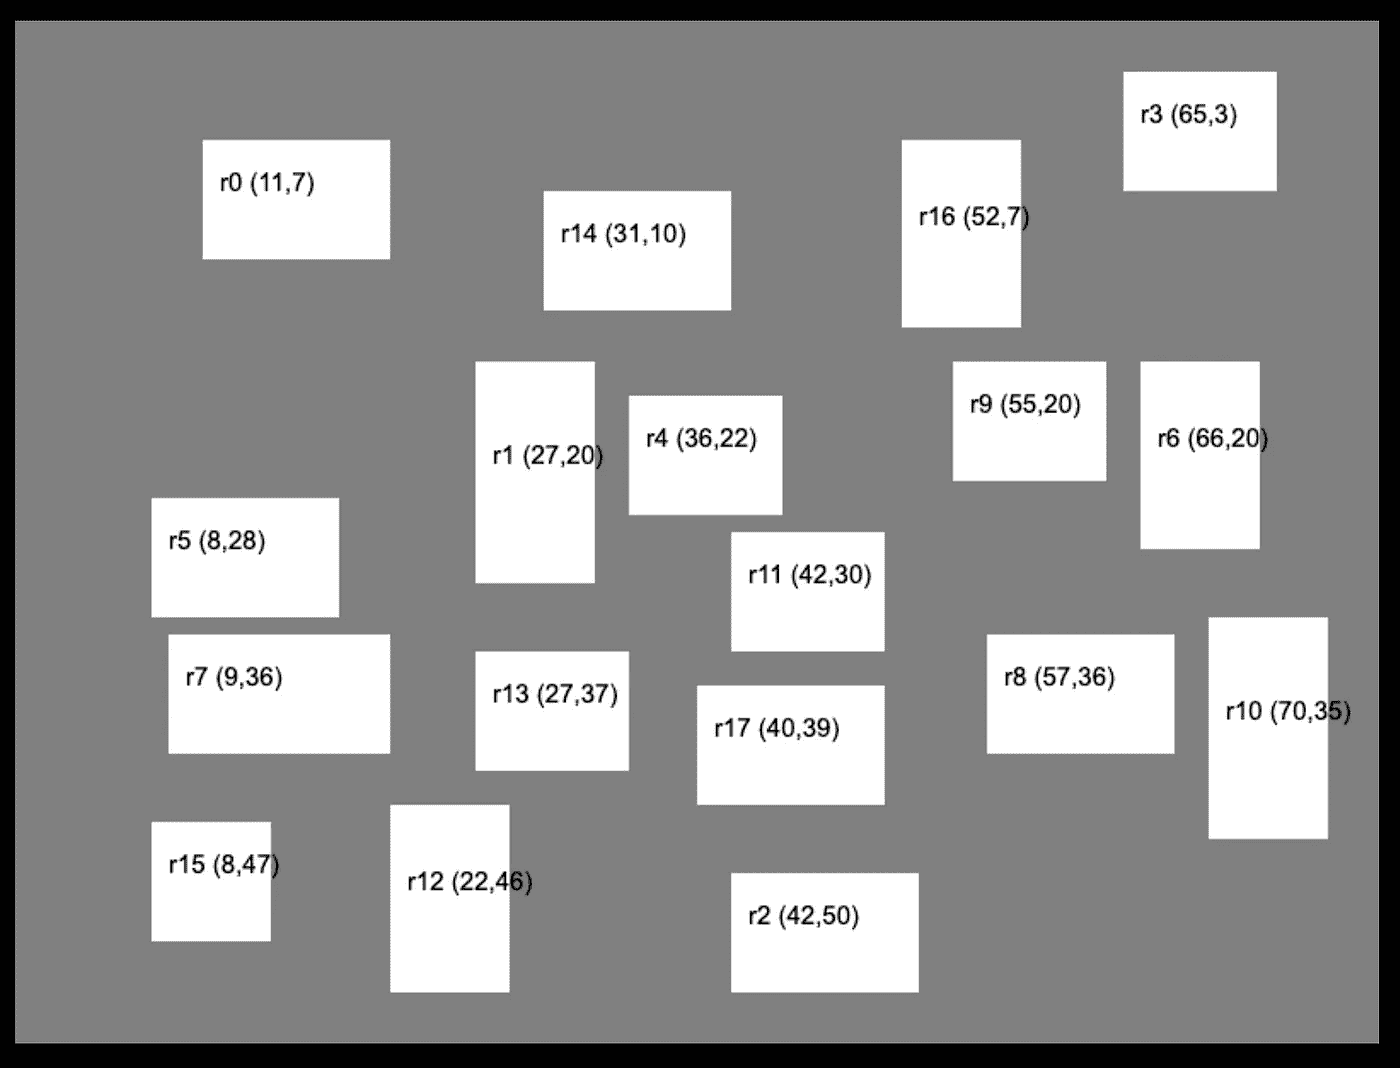 r3 (65,3)
r0 (11,7)
r16 (52,7)
r14 (31,10)
r9 (55,20)
r4 (36,22)
r6 (66,20)
r1 (27,20)
r5 (8,28)
r11 (42,30)
r7 (9,36)
r8 (57,36)
r13 (27,37)
r10 (70,35)
r17 (40,39)
r15 (8,47)
r12 (22,46)
r2 (42,50)